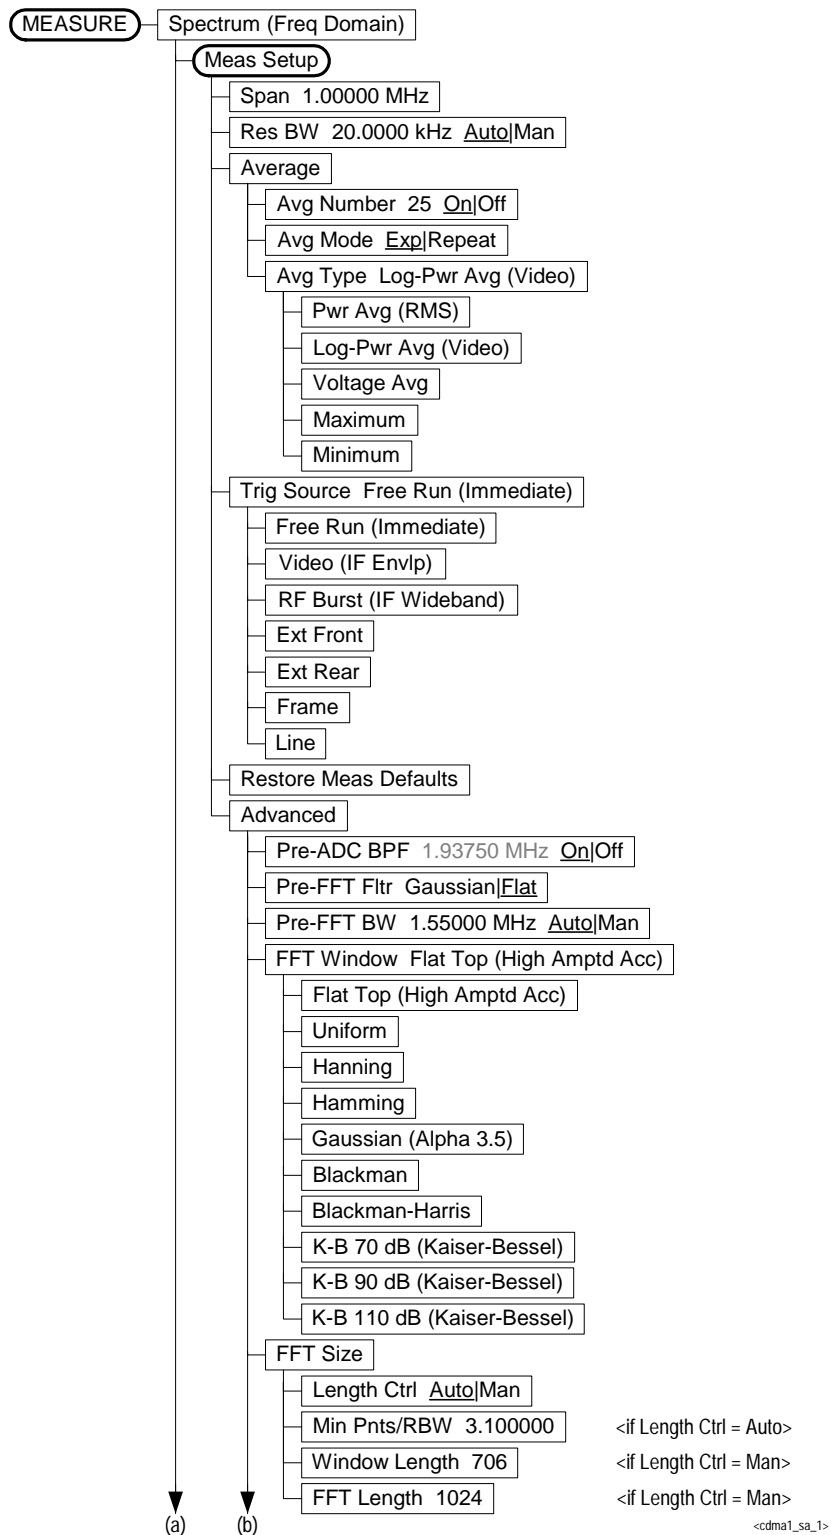 MEASURE Spectrum (Freq Domain)
Meas Setup
Span 1.00000 MHz
Res BW 20.0000 kHz Auto|Man
Average
Avg Number 25 On|Off
Avg Mode Exp|Repeat
Avg Type Log-Pwr Avg (Video)
Pwr Avg (RMS)
Log-Pwr Avg (Video)
Voltage Avg
Maximum
Minimum
Trig Source Free Run (Immediate)
Free Run (Immediate)
Video (IF Envlp)
RF Burst (IF Wideband)
Ext Front
Ext Rear
Frame
Line
Restore Meas Defaults
Advanced
Pre-ADC BPF 1.93750 MHz On|Off
Pre-FFT Fltr Gaussian|Flat
Pre-FFT BW 1.55000 MHz Auto|Man
FFT Window Flat Top (High Amptd Acc)
Flat Top (High Amptd Acc)
Uniform
Hanning
Hamming
Gaussian (Alpha 3.5)
Blackman
Blackman-Harris
K-B 70 dB (Kaiser-Bessel)
K-B 90 dB (Kaiser-Bessel)
K-B 110 dB (Kaiser-Bessel)
FFT Size
Length Ctrl Auto|Man
Min Pnts/RBW 3.100000 <if Length Ctrl = Auto>
Window Length 706 <if Length Ctrl = Man>
FFT Length 1024 <if Length Ctrl = Man>
(a) (b) <cdma1_sa_1>